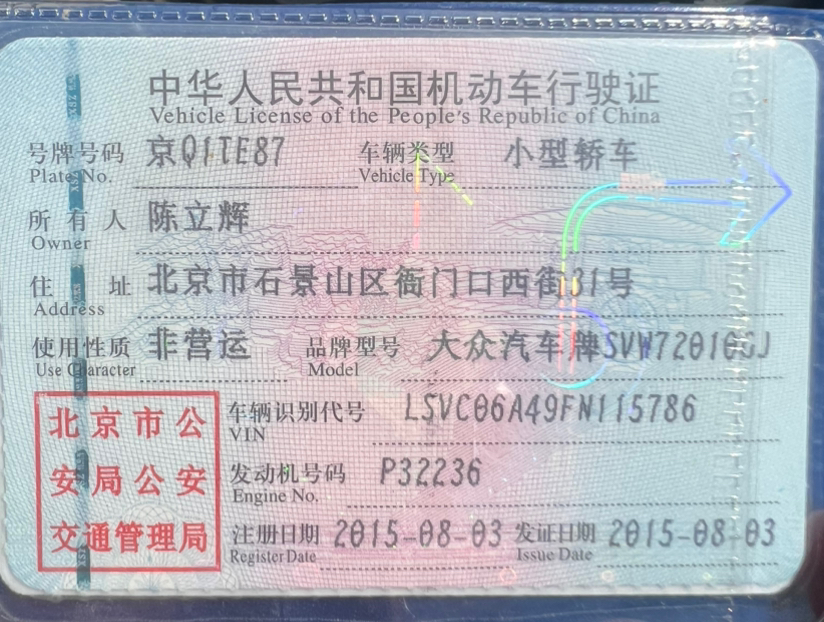 中华人民共和国机动车行驶证
Vehicle License of the People's Republic of China
号牌号码 京Q1TE87 车辆类型 小型轿车
Plate No. Vehicle Type
所有人 陈立辉
Owner
住址 北京市石景山区衙门口西街31号
Address
使用性质 非营运 品牌型号 大众汽车牌SVW72010GJ
Use Character Model
北京市公 车辆识别代号 LSVC06A49FN115786
VIN
安局公安 发动机号码 P32236
Engine No.
交通管理局 注册日期 2015-08-03 发证日期 2015-08-03
Register Date Issue Date